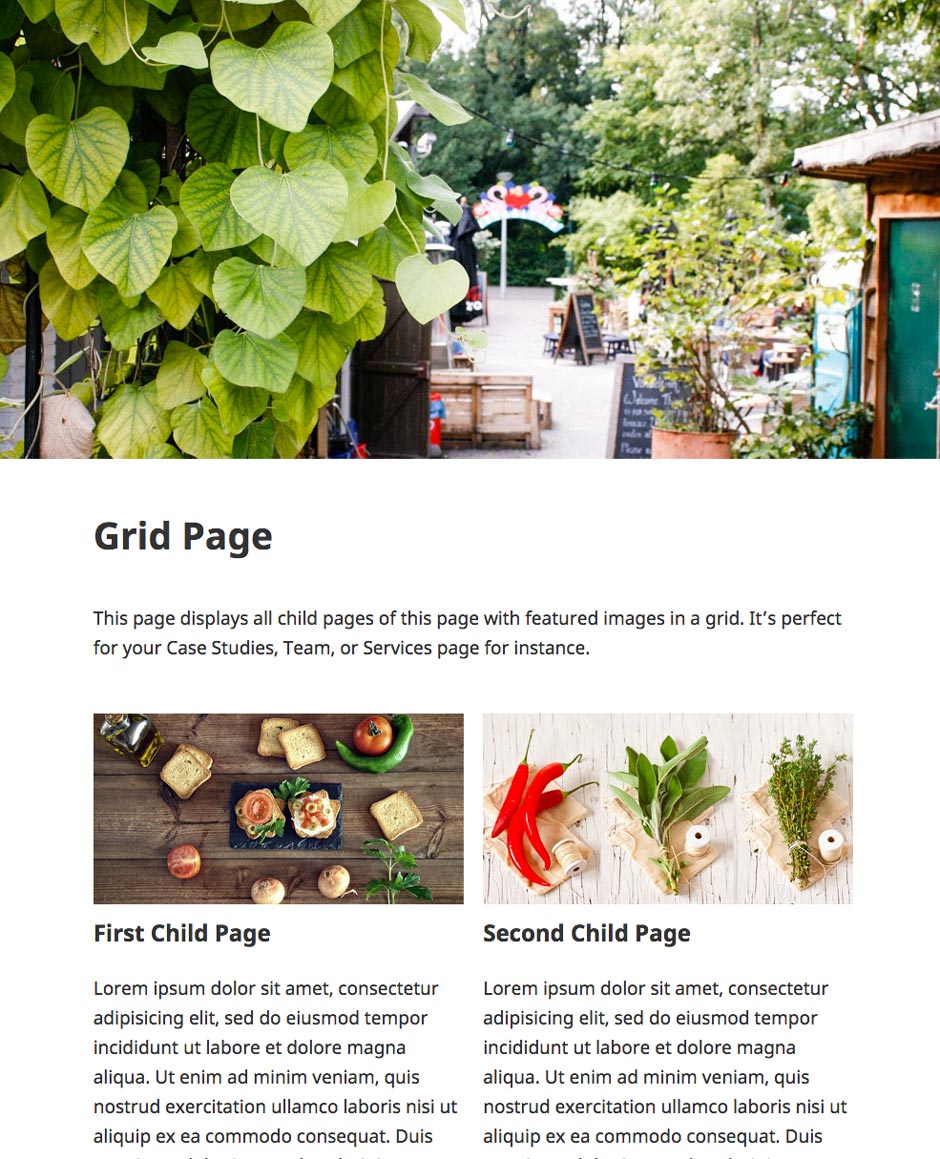 Welcome
Grid Page
This page displays all child pages of this page with featured images in a grid. It’s perfect
for your Case Studies, Team, or Services page for instance.
First Child Page
Lorem ipsum dolor sit amet, consectetur
adipisicing elit, sed do eiusmod tempor
incididunt ut labore et dolore magna
aliqua. Ut enim ad minim veniam, quis
nostrud exercitation ullamco laboris nisi ut
aliquip ex ea commodo consequat. Duis
Second Child Page
Lorem ipsum dolor sit amet, consectetur
adipisicing elit, sed do eiusmod tempor
incididunt ut labore et dolore magna
aliqua. Ut enim ad minim veniam, quis
nostrud exercitation ullamco laboris nisi ut
aliquip ex ea commodo consequat. Duis